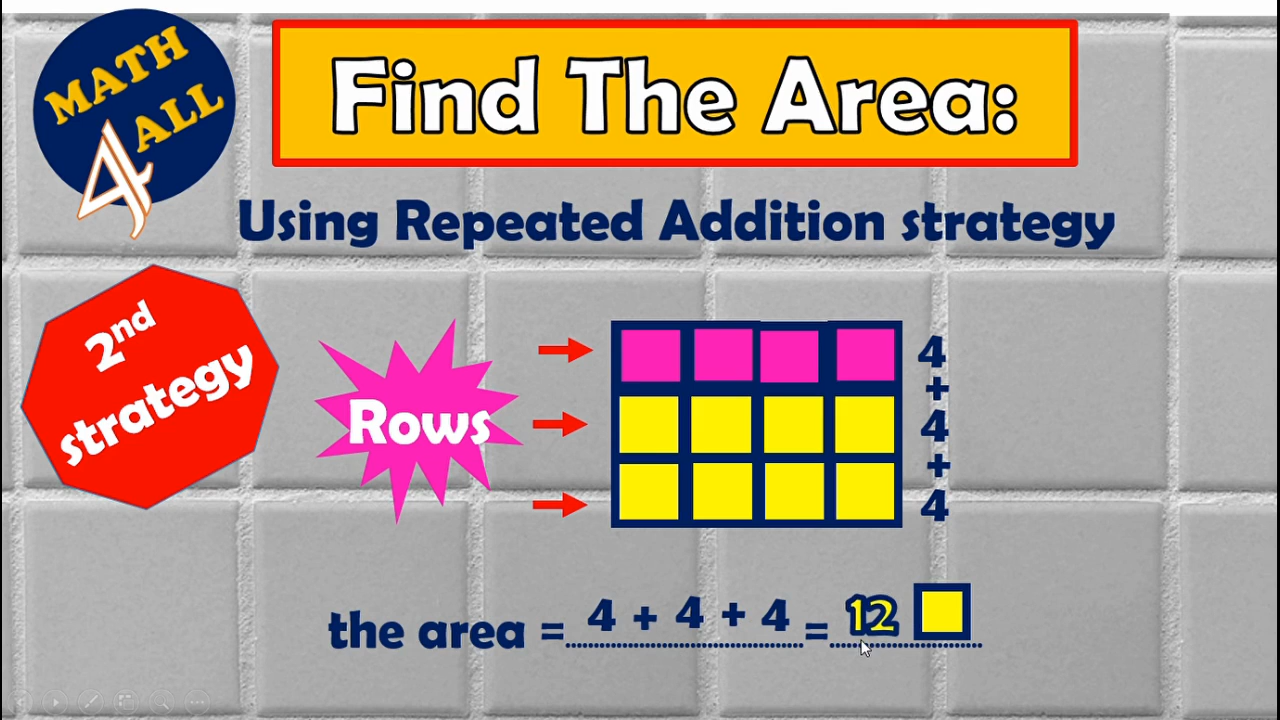 MATH
4 ALL
Find The Area:
Using Repeated Addition strategy
2nd
strategy
Rows
4
+
4
+
4
the area = 4 + 4 + 4 = 12